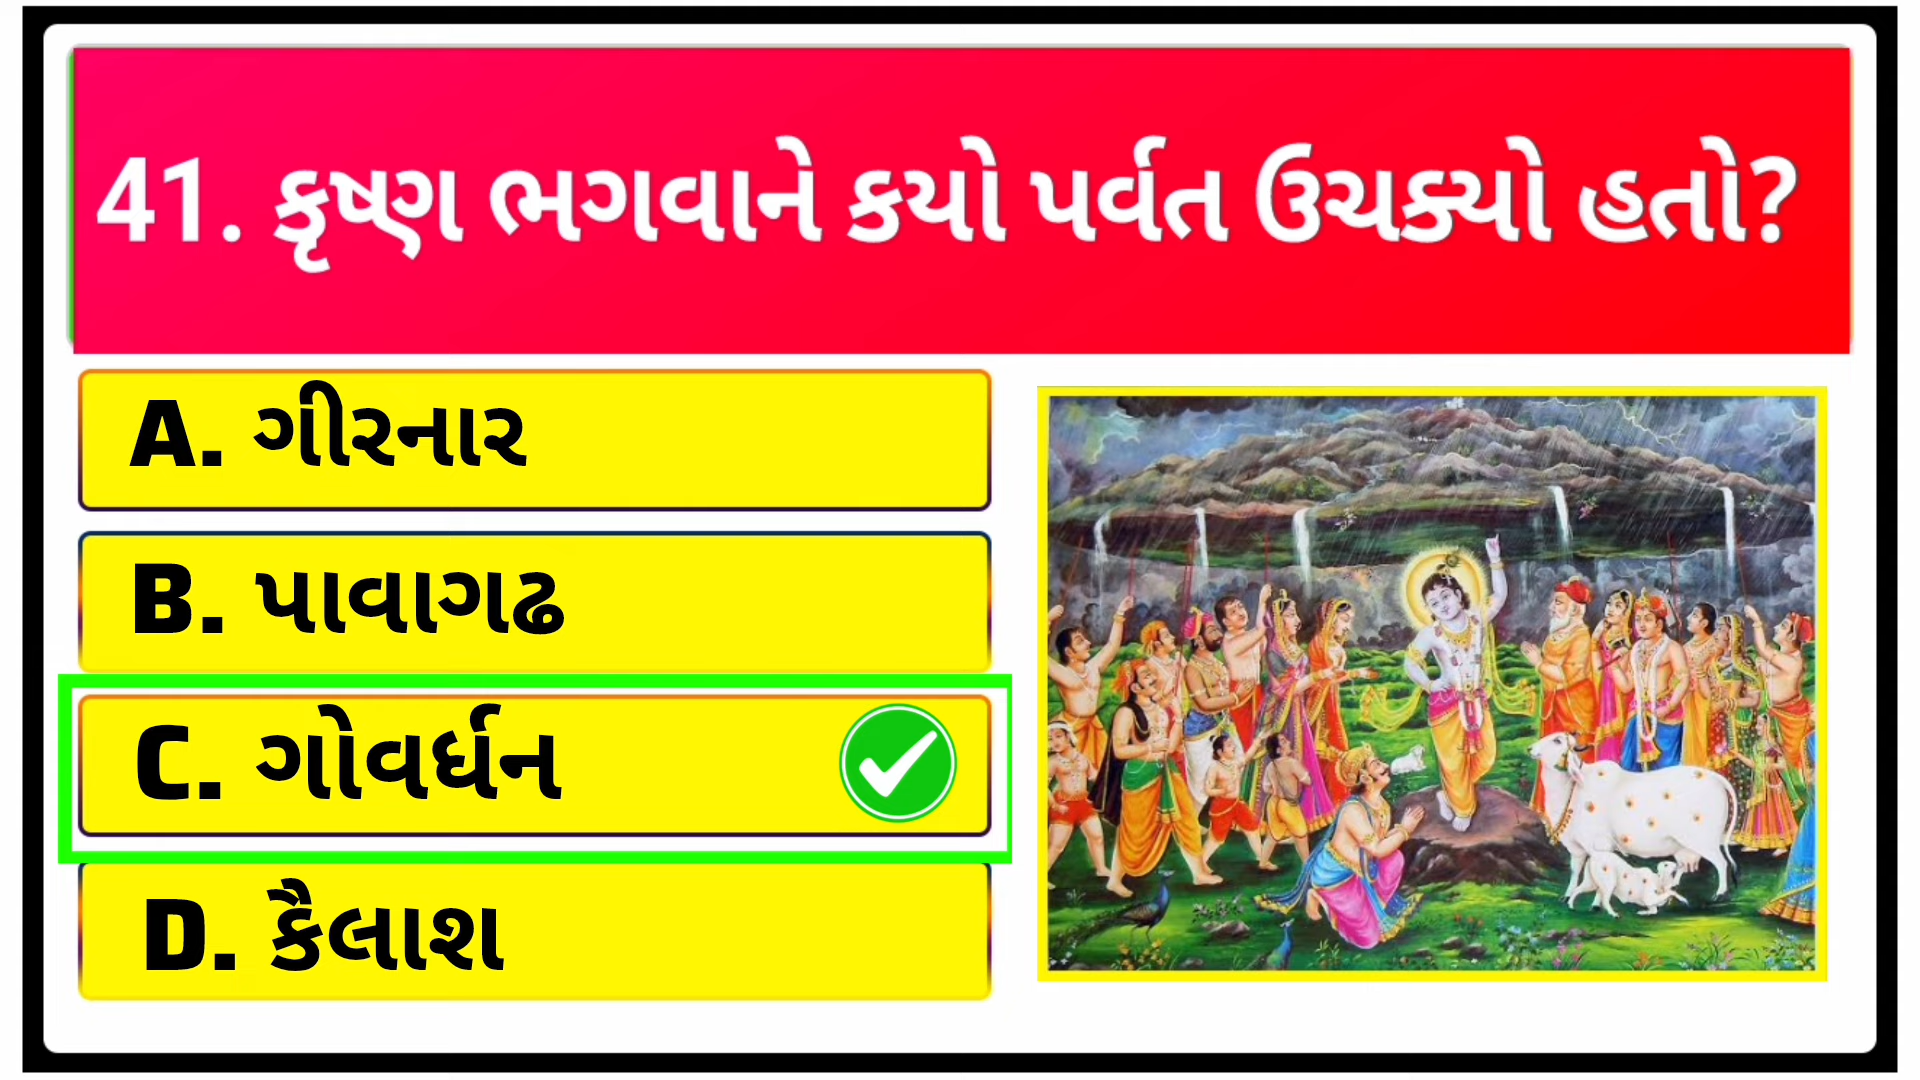 41. કૃષ્ણ ભગવાને કયો પર્વત ઉચક્યો હતો?
A. ગીરનાર
B. પાવાગઢ
C. ગોવર્ધન
D. કૈલાશ